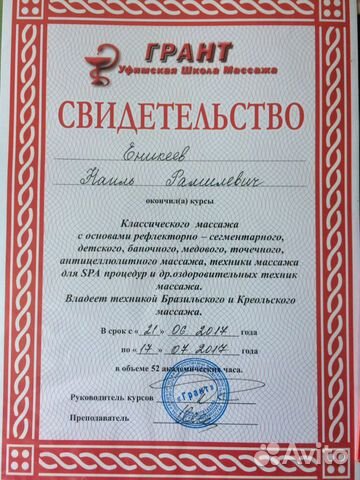 ГРАНТ
Уфимская Школа Массажа
СВИДЕТЕЛЬСТВО
Еникеев
Наиль Рамилевич
окончил(а) курсы
Классического массажа
с основами рефлекторно – сегментарного,
детского, баночного, медового, точечного,
антицеллюлитного массажа, техники массажа
для SPA процедур и др.оздоровительных техник
массажа.
Владеет техникой Бразильского и Креольского
массажа.
В срок с « 21 » 06 2017 года
по « 17 » 07 2017 года
в объеме 52 академических часа.
Руководитель курсов
Преподаватель
«Грант»
Avito